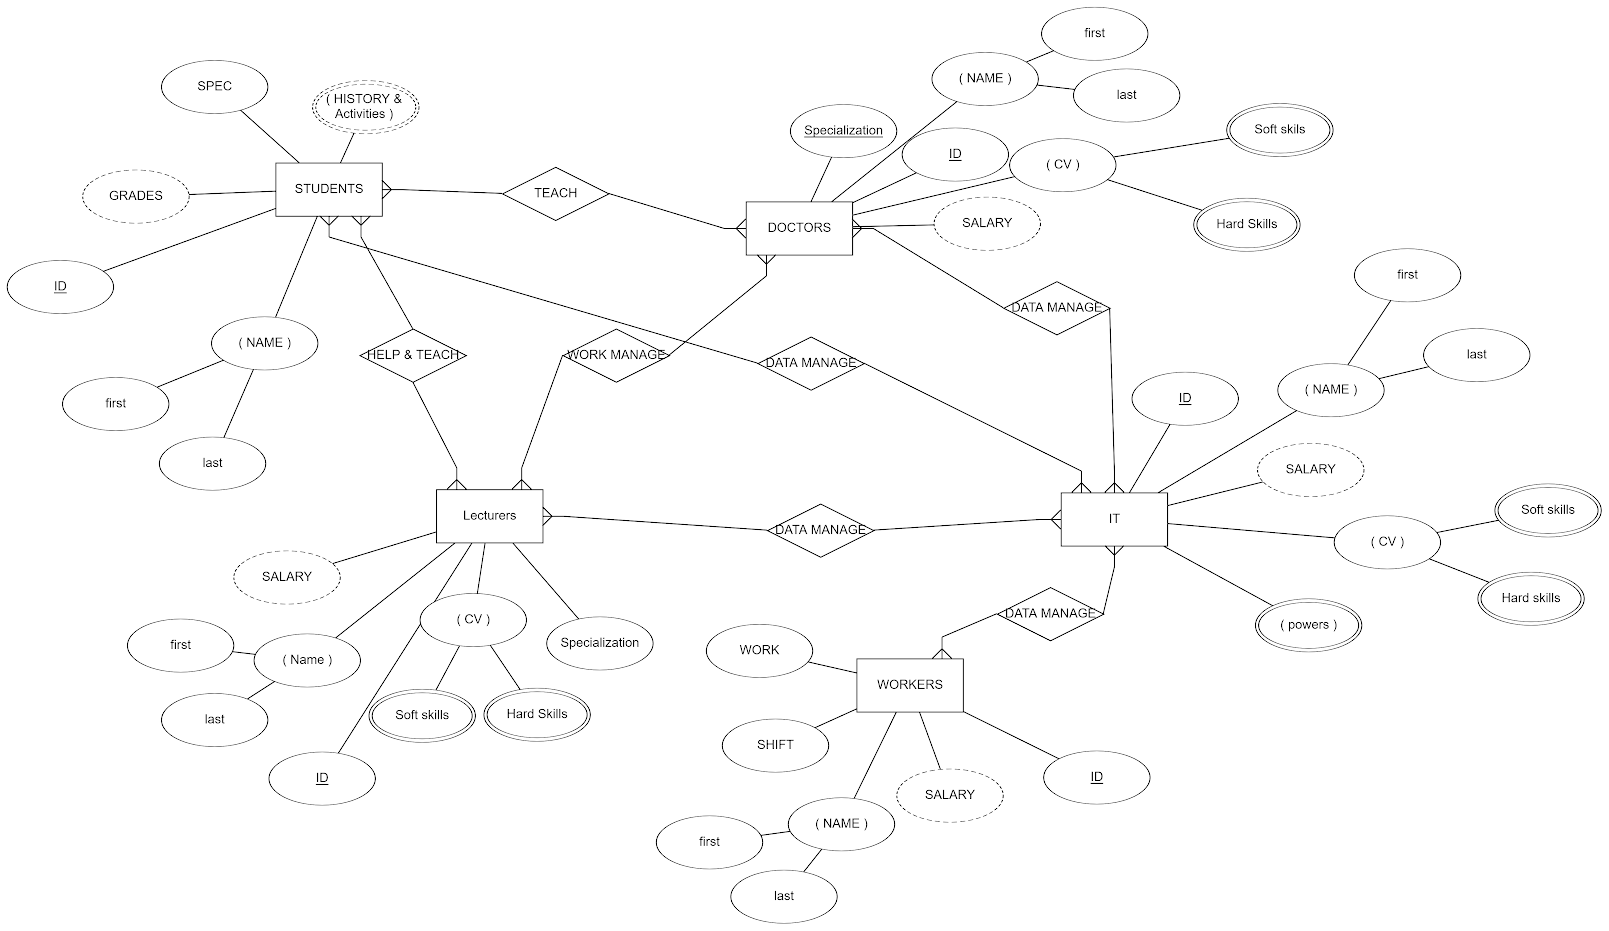 first
( NAME )
last
SPEC
( HISTORY &
Activities )
Specialization
Soft skils
ID
( CV )
STUDENTS
GRADES
TEACH
Hard Skills
SALARY
DOCTORS
ID
first
DATA MANAGE
( NAME )
HELP & TEACH
WORK MANAGE
DATA MANAGE
last
( NAME )
ID
first
last
SALARY
Lecturers
DATA MANAGE
IT
Soft skills
( CV )
SALARY
Hard skills
DATA MANAGE
( CV )
( powers )
first
( Name )
Specialization
WORK
WORKERS
last
Soft skills
Hard Skills
SHIFT
ID
SALARY
ID
( NAME )
first
last